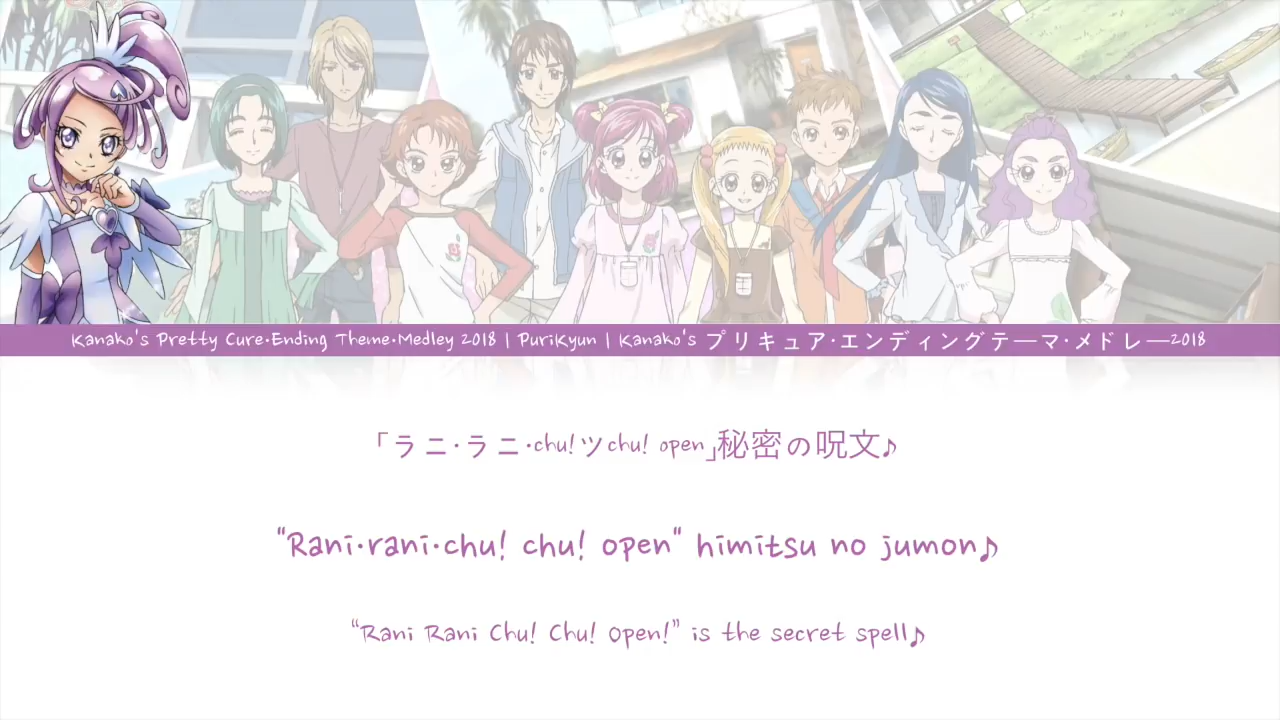 Kanako's Pretty Cure·Ending Theme·Medley 2018 | PuriKyun | Kanako's プリキュア·エンディングテーマ·メドレー2018
「ラニ·ラニ·chu!ツchu! open」秘密の呪文♪
"Rani·rani·chu! chu! open" himitsu no jumon♪
“Rani Rani Chu! Chu! Open!” is the secret spell♪